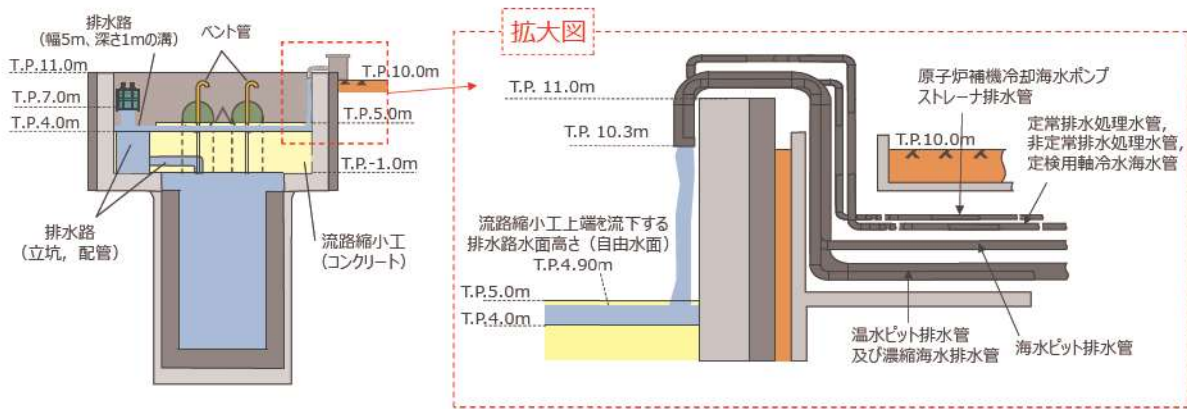 排水路
(幅5m、深さ1mの溝)
ベント管
T.P.11.0m
T.P.10.0m
T.P.7.0m
T.P.4.0m
T.P.5.0m
T.P.-1.0m
排水路
(立坑，配管)
流路縮小工
(コンクリート)
拡大図
T.P. 11.0m
T.P. 10.3m
原子炉補機冷却海水ポンプ
ストレーナ排水管
定常排水処理水管，
非定常排水処理水管，
定検用軸冷水海水管
T.P.10.0m
流路縮小工上端を流下する
排水路水面高さ（自由水面）
T.P.4.90m
T.P.5.0m
T.P.4.0m
温水ピット排水管
及び濃縮海水排水管
海水ピット排水管